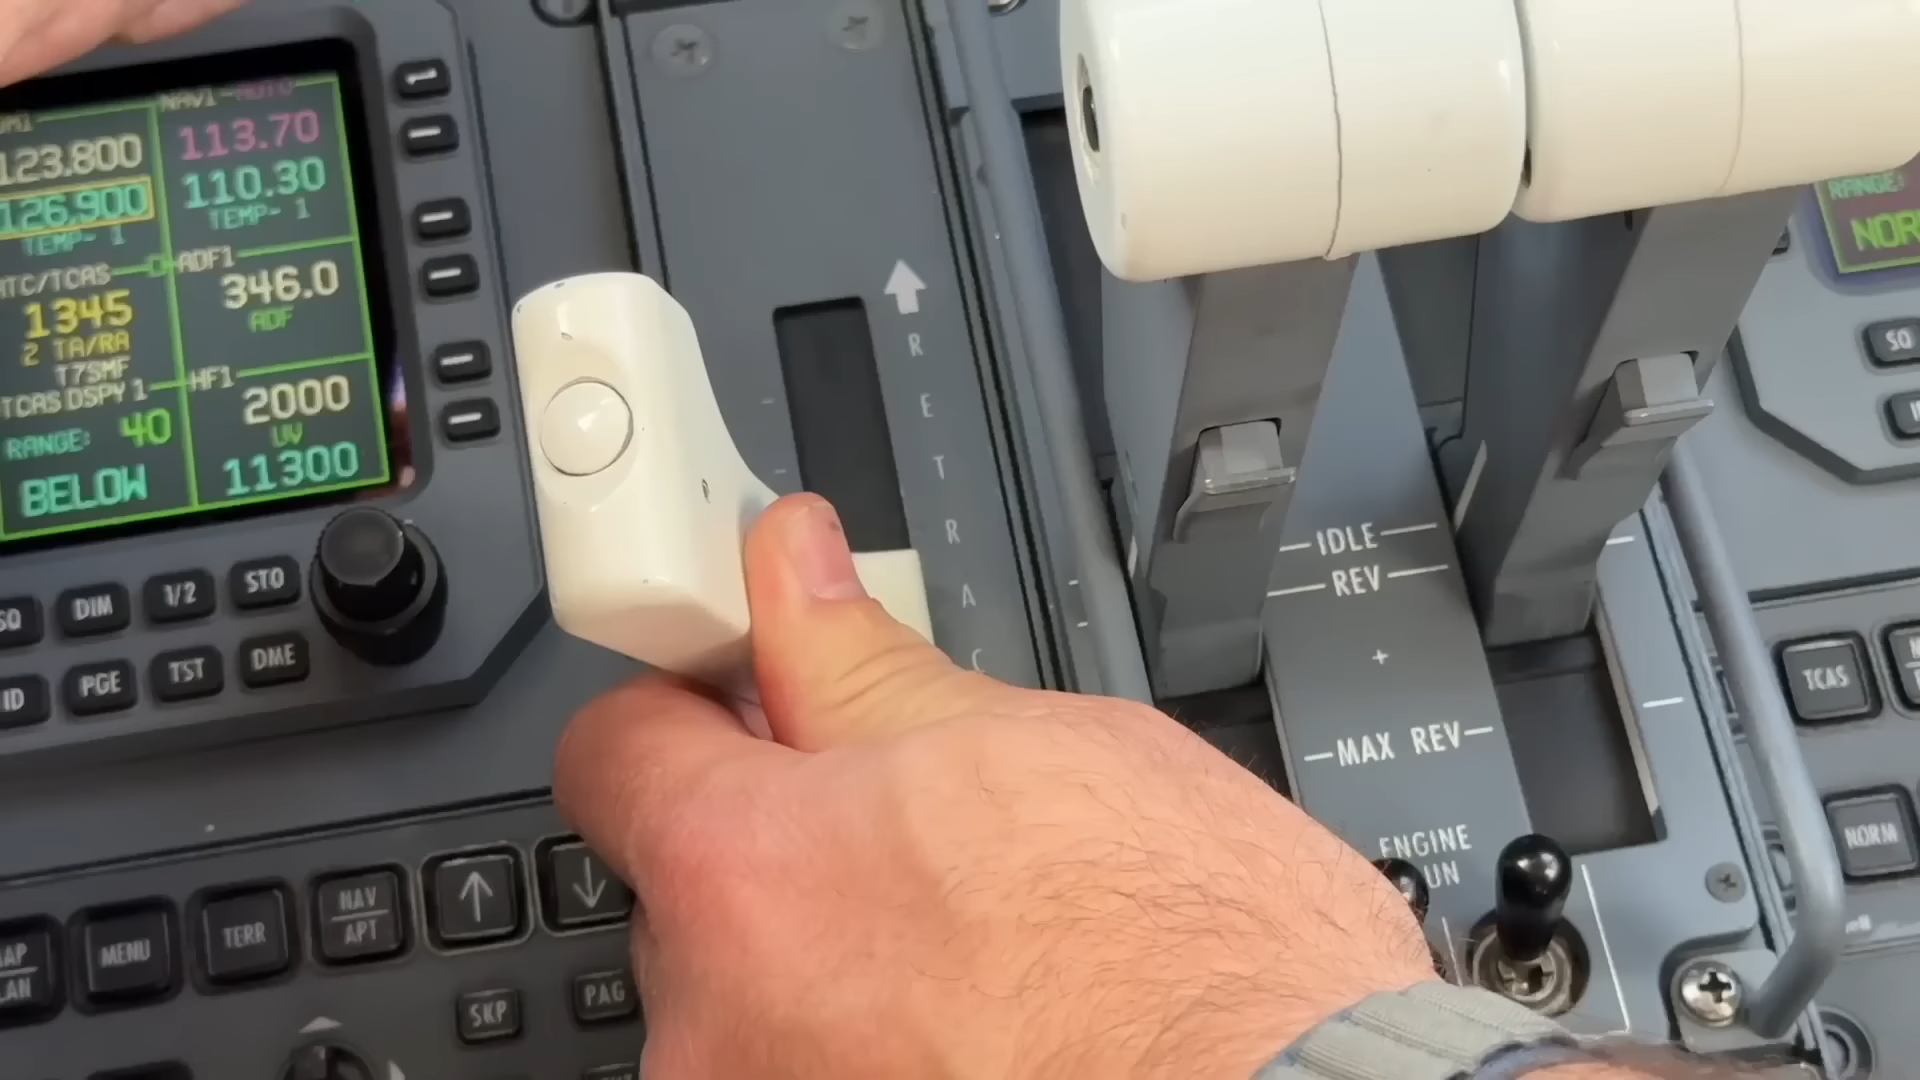 NAV1-AUTO
123.800
113.70
126.900
110.30
TEMP- 1
TEMP- 1
ATC/TCAS
ADF1
1345
346.0
2 TA/RA
ADF
T7SMF
TCAS DSPY 1
HF1
2000
RANGE: 40
UV
BELOW
11300
SQ
DIM
1/2
STO
ID
PGE
TST
DME
MENU
TERR
NAV
APT
SKP
PAG
R
E
T
R
A
C
IDLE
REV
+
MAX REV
ENGINE
UN
RANGE:
NOR
SQ
TCAS
NORM